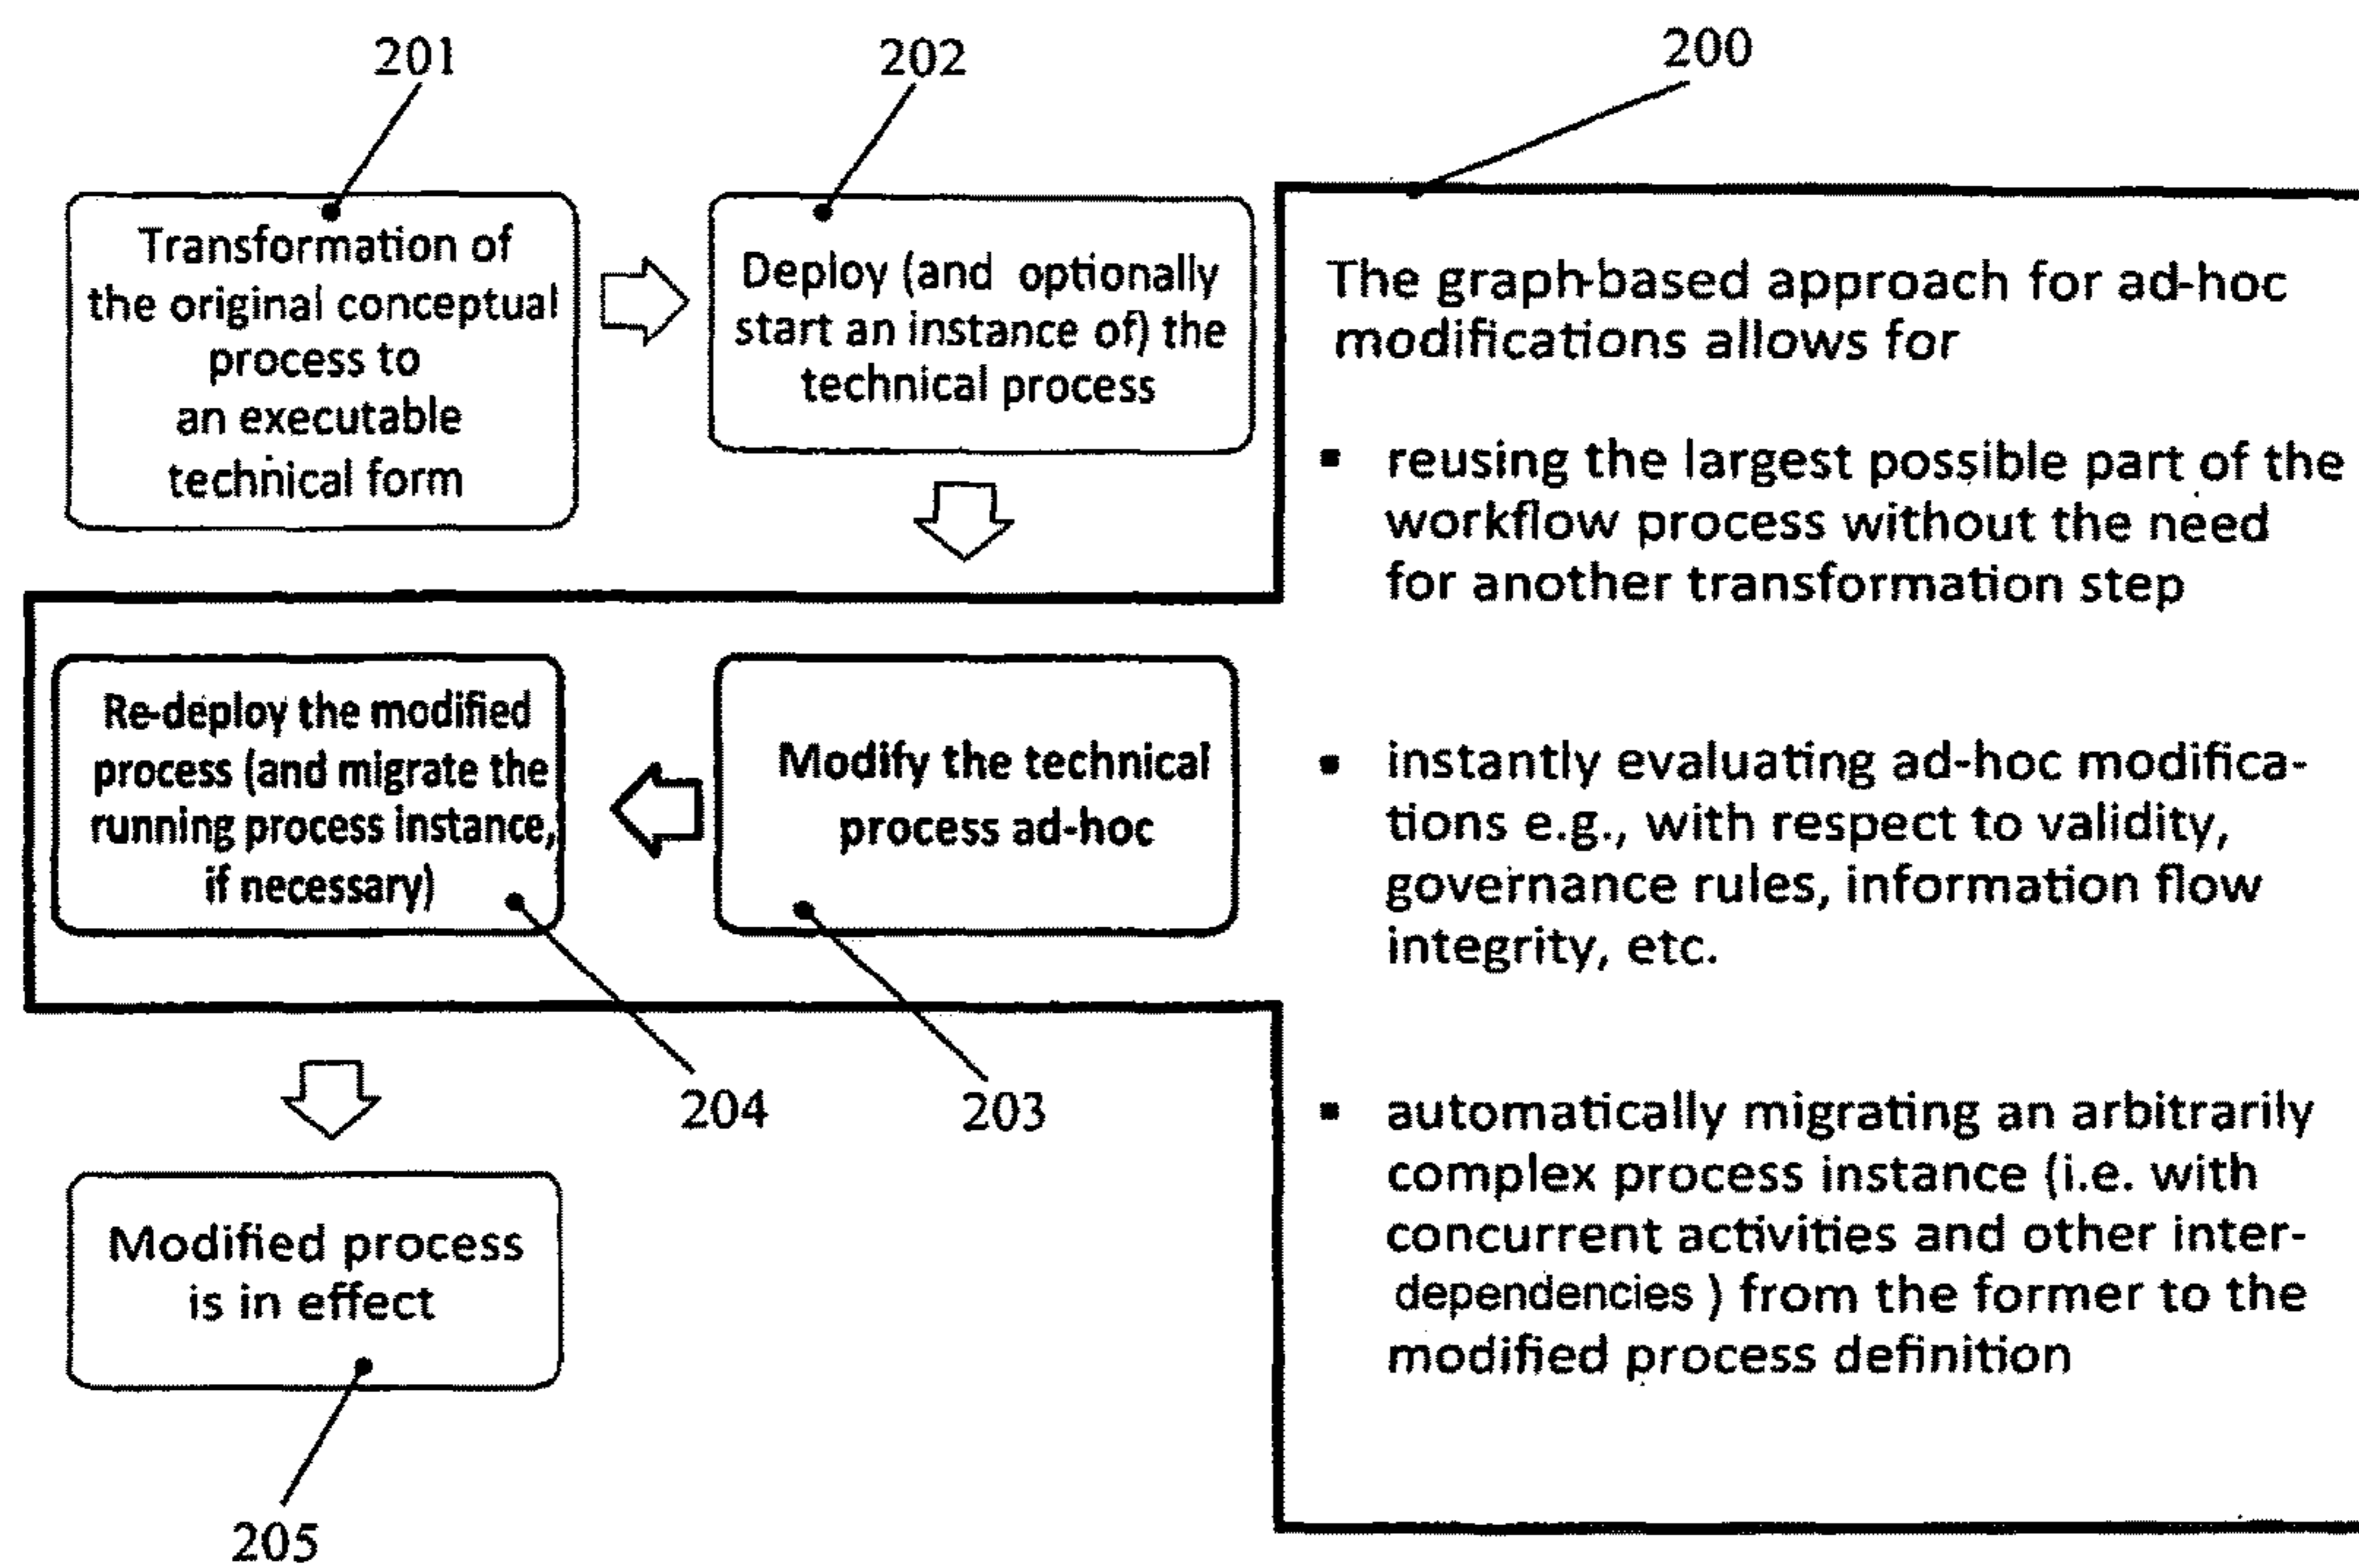 201
202
200
Transformation of
the original conceptual
process to
an executable
technical form
Deploy (and optionally
start an instance of) the
technical process
The graph-based approach for ad-hoc
modifications allows for
▪ reusing the largest possible part of the
workflow process without the need
for another transformation step
Re-deploy the modified
process (and migrate the
running process instance,
if necessary)
Modify the technical
process ad-hoc
▪ instantly evaluating ad-hoc modifica-
tions e.g., with respect to validity,
governance rules, information flow
integrity, etc.
204
203
▪ automatically migrating an arbitrarily
complex process instance (i.e. with
concurrent activities and other inter-
dependencies ) from the former to the
modified process definition
Modified process
is in effect
205